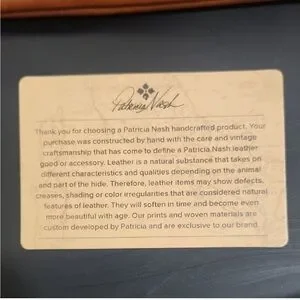 Patricia Nash
Thank you for choosing a Patricia Nash handcrafted product. Your
purchase was constructed by hand with the care and vintage
craftsmanship that has come to define a Patricia Nash leather
good or accessory. Leather is a natural substance that takes on
different characteristics and qualities depending on the animal
and part of the hide. Therefore, leather items may show defects,
creases, shading or color irregularities that are considered natural
features of leather. They will soften in time and become even
more beautiful with age. Our prints and woven materials are
custom developed by Patricia and are exclusive to our brand.